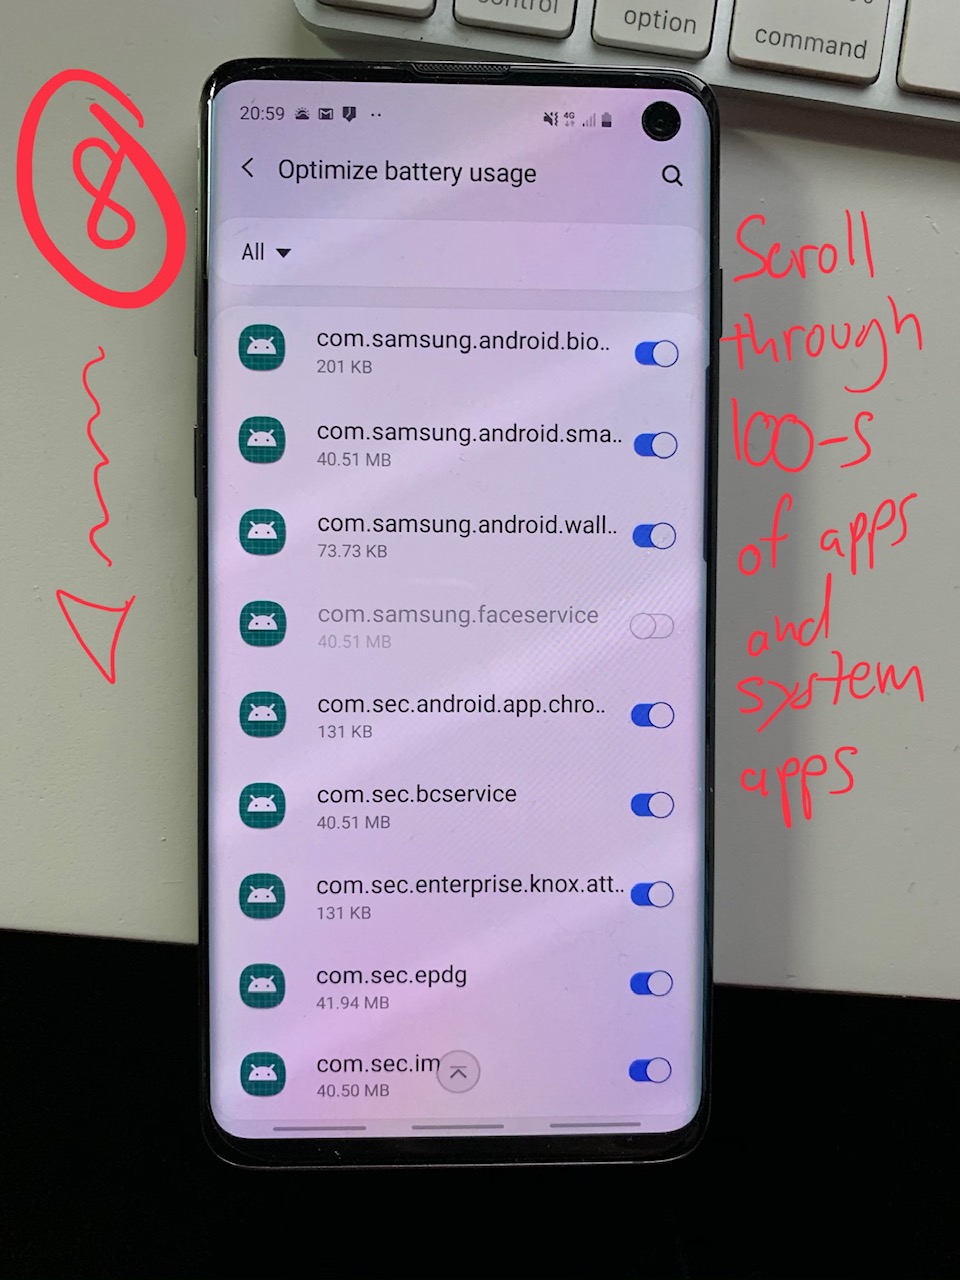 control
option
command
20:59
4G
Optimize battery usage
All
com.samsung.android.bio..
201 KB
com.samsung.android.sma..
40.51 MB
com.samsung.android.wall..
73.73 KB
com.samsung.faceservice
40.51 MB
com.sec.android.app.chro..
131 KB
com.sec.bcservice
40.51 MB
com.sec.enterprise.knox.att..
131 KB
com.sec.epdg
41.94 MB
com.sec.im
40.50 MB
8
Scroll
through
100-s
of apps
and
system
apps